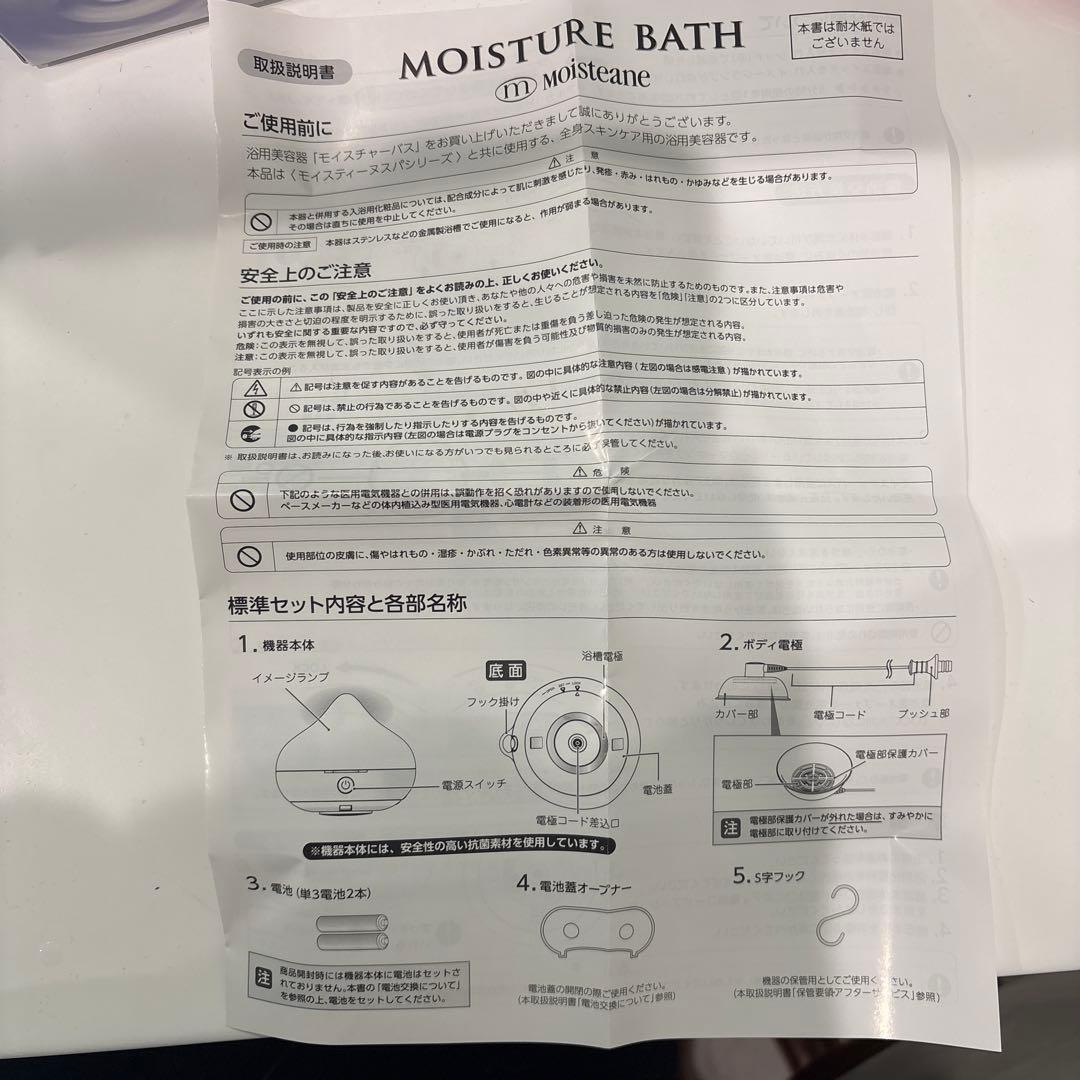 取扱説明書
MOISTURE BATH
m Moisteane
本書は耐水紙では
ございません
ご使用前に
浴用美容器「モイスチャーバス」をお買い上げいただきまして誠にありがとうございます。
本品は〈モイスティーヌスパシリーズ〉と共に使用する、全身スキンケア用の浴用美容器です。
⚠ 注 意
本器と併用する入浴用化粧品については、配合成分によって肌に刺激を感じたり、発疹・赤み・はれもの・かゆみなどを生じる場合があります。
その場合は直ちに使用を中止してください。
ご使用時の注意 本器はステンレスなどの金属製浴槽でご使用になると、作用が弱まる場合があります。
安全上のご注意
ご使用の前に、この「安全上のご注意」をよくお読みの上、正しくお使いください。
ここに示した注意事項は、製品を安全に正しくお使い頂き、あなたや他の人々への危害や損害を未然に防止するためのものです。また、注意事項は危害や
損害の大きさと切迫の程度を明示するために、誤った取り扱いをすると、生じることが想定される内容を「危険」「注意」の2つに区分しています。
いずれも安全に関する重要な内容ですので、必ず守ってください。
危険：この表示を無視して、誤った取り扱いをすると、使用者が死亡または重傷を負う差し迫った危険の発生が想定される内容。
注意：この表示を無視して、誤った取り扱いをすると、使用者が傷害を負う可能性及び物質的損害のみの発生が想定される内容。
記号表示の例
⚠記号は注意を促す内容があることを告げるものです。図の中に具体的な注意内容(左図の場合は感電注意)が描かれています。
🚫記号は、禁止の行為であることを告げるものです。図の中や近くに具体的な禁止内容(左図の場合は分解禁止)が描かれています。
●記号は、行為を強制したり指示したりする内容を告げるものです。
図の中に具体的な指示内容(左図の場合は電源プラグをコンセントから抜いてください)が描かれています。
※ 取扱説明書は、お読みになった後、お使いになる方がいつでも見られるところに必ず保管してください。
⚠ 危 険
下記のような医用電気機器との併用は、誤動作を招く恐れがありますので使用しないでください。
ペースメーカーなどの体内植込み型医用電気機器、心電計などの装着形の医用電気機器
⚠ 注 意
使用部位の皮膚に、傷やはれもの・湿疹・かぶれ・ただれ・色素異常等の異常のある方は使用しないでください。
標準セット内容と各部名称
1. 機器本体
イメージランプ
電源スイッチ
底面
浴槽電極
フック掛け
OPEN SET LOCK
電池蓋
電極コード差込口
※機器本体には、安全性の高い抗菌素材を使用しています。
2. ボディ電極
カバー部
電極コード
プッシュ部
電極部保護カバー
電極部
注 電極部保護カバーが外れた場合は、すみやかに
電極部に取り付けてください。
3. 電池(単3電池2本)
注 商品開封時には機器本体に電池はセットさ
れておりません。本書の「電池交換について」
を参照の上、電池をセットしてください。
4. 電池蓋オープナー
電池蓋の開閉の際ご使用ください。
(本取扱説明書「電池交換について」参照)
5. S字フック
機器の保管用としてご使用ください。
(本取扱説明書「保管要領・アフターサービス」参照)